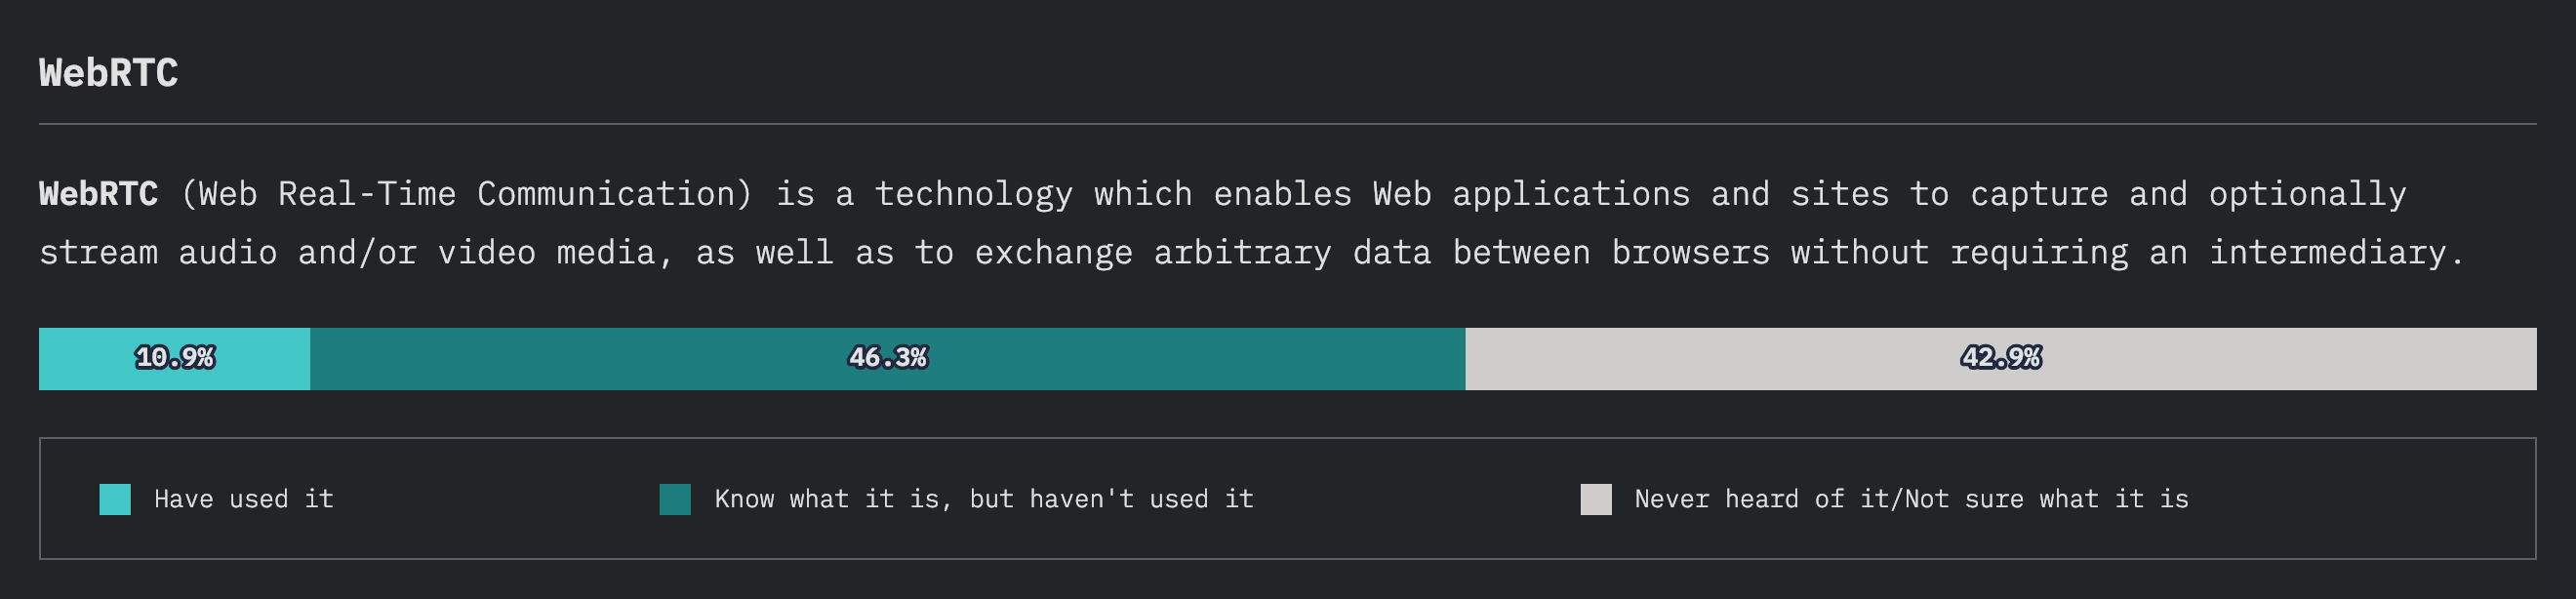 WebRTC
WebRTC (Web Real-Time Communication) is a technology which enables Web applications and sites to capture and optionally
stream audio and/or video media, as well as to exchange arbitrary data between browsers without requiring an intermediary.
10.9% 46.3% 42.9%
Have used it Know what it is, but haven't used it Never heard of it/Not sure what it is